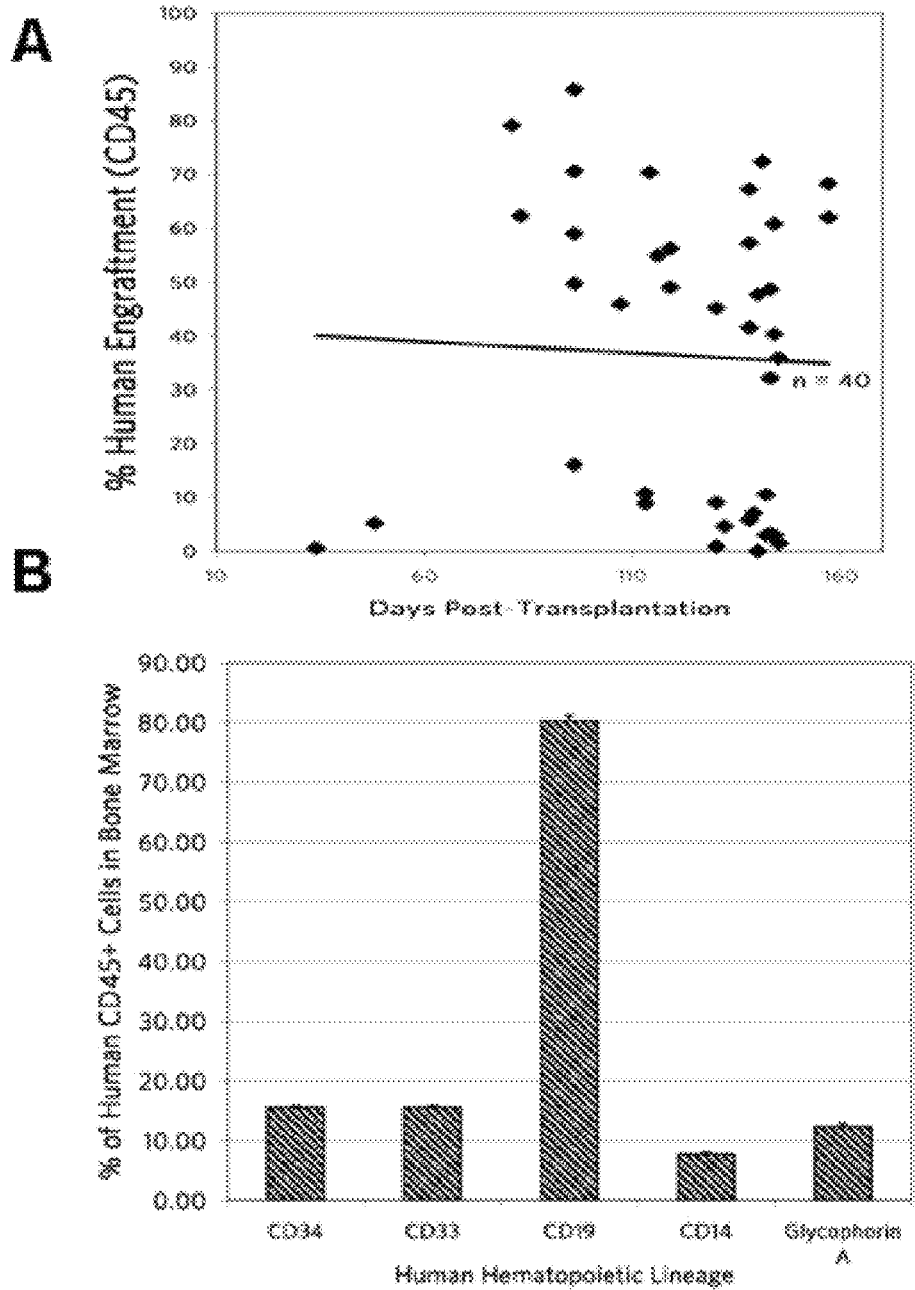 A
% Human Engraftment (CD45)
100
90
80
70
60
50
40
30
20
10
0
n = 40
10 60 110 160
Days Post-Transplantation
B
% of Human CD45+ Cells in Bone Marrow
90.00
80.00
70.00
60.00
50.00
40.00
30.00
20.00
10.00
0.00
CD34 CD33 CD19 CD14 Glycophorin
A
Human Hematopoietic Lineage